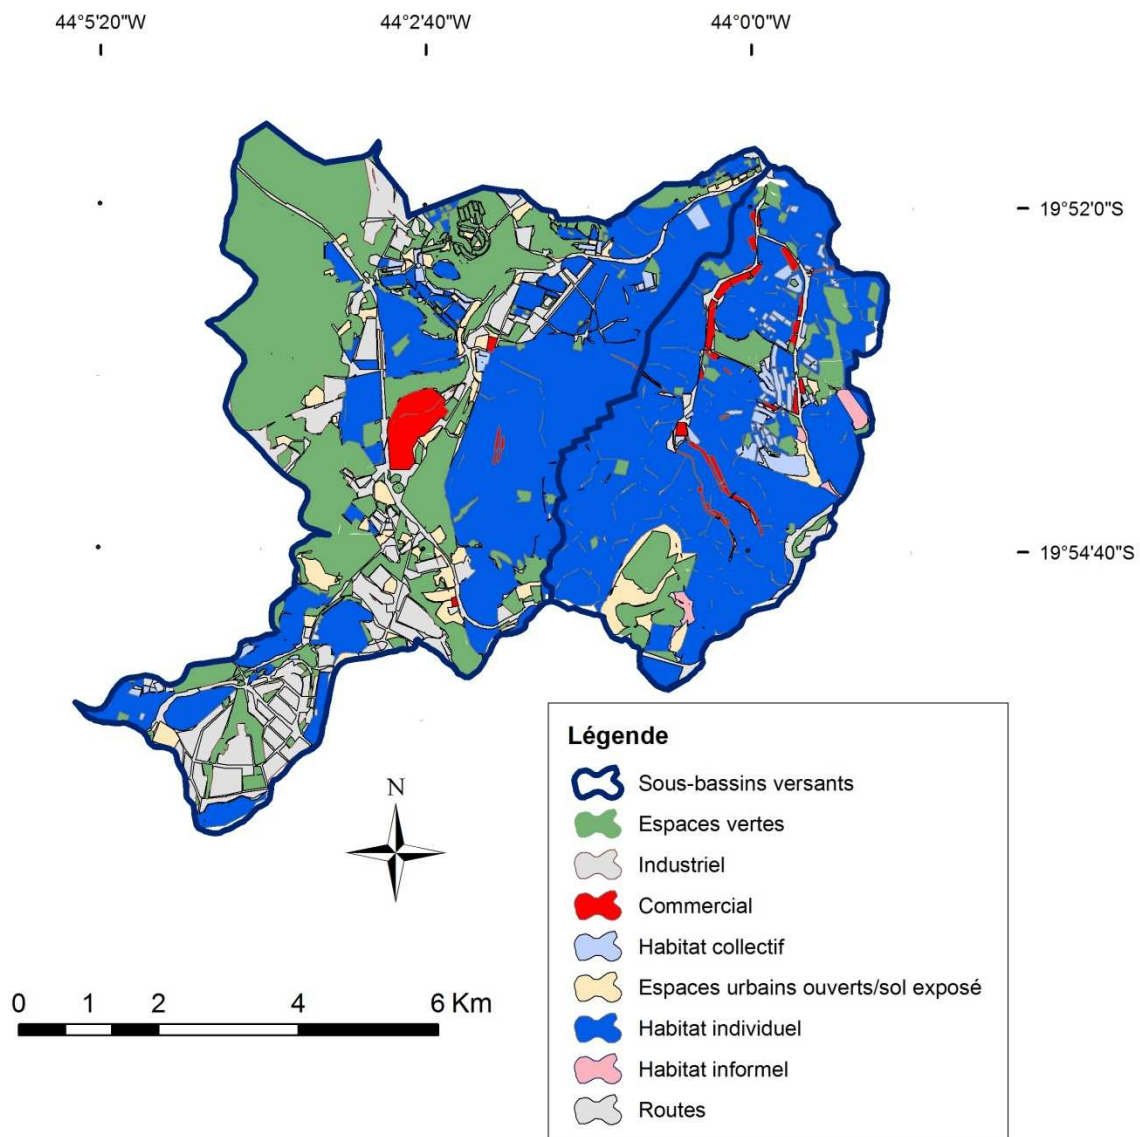 44°5'20"W
44°2'40"W
44°0'0"W
19°52'0"S
19°54'40"S
N
0 1 2 4 6 Km
Légende
Sous-bassins versants
Espaces vertes
Industriel
Commercial
Habitat collectif
Espaces urbains ouverts/sol exposé
Habitat individuel
Habitat informel
Routes